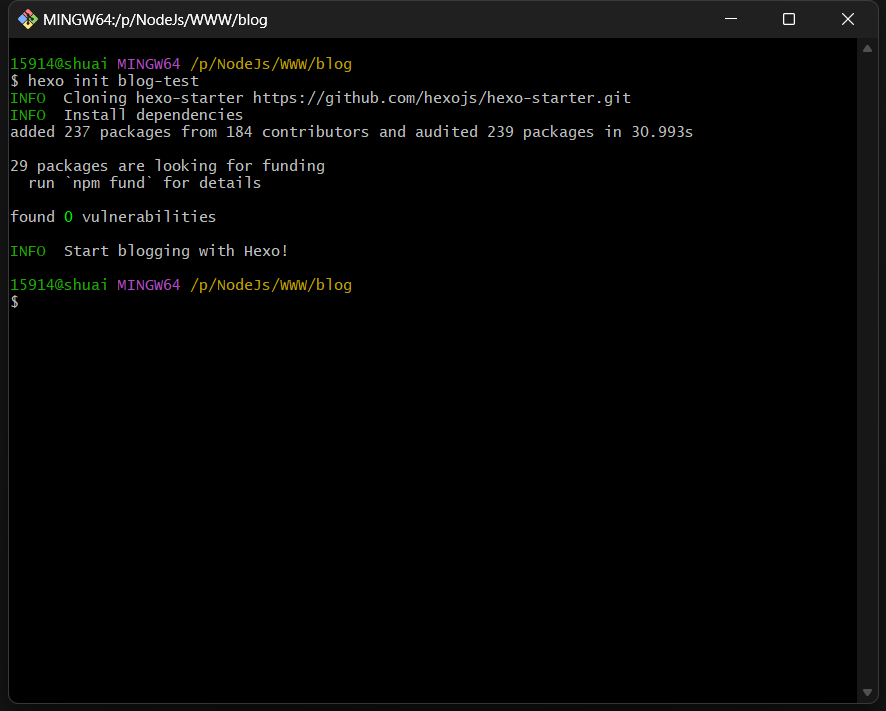 MINGW64:/p/NodeJs/WWW/blog
15914@shuai MINGW64 /p/NodeJs/WWW/blog
$ hexo init blog-test
INFO  Cloning hexo-starter https://github.com/hexojs/hexo-starter.git
INFO  Install dependencies
added 237 packages from 184 contributors and audited 239 packages in 30.993s
29 packages are looking for funding
  run `npm fund` for details
found 0 vulnerabilities
INFO  Start blogging with Hexo!
15914@shuai MINGW64 /p/NodeJs/WWW/blog
$